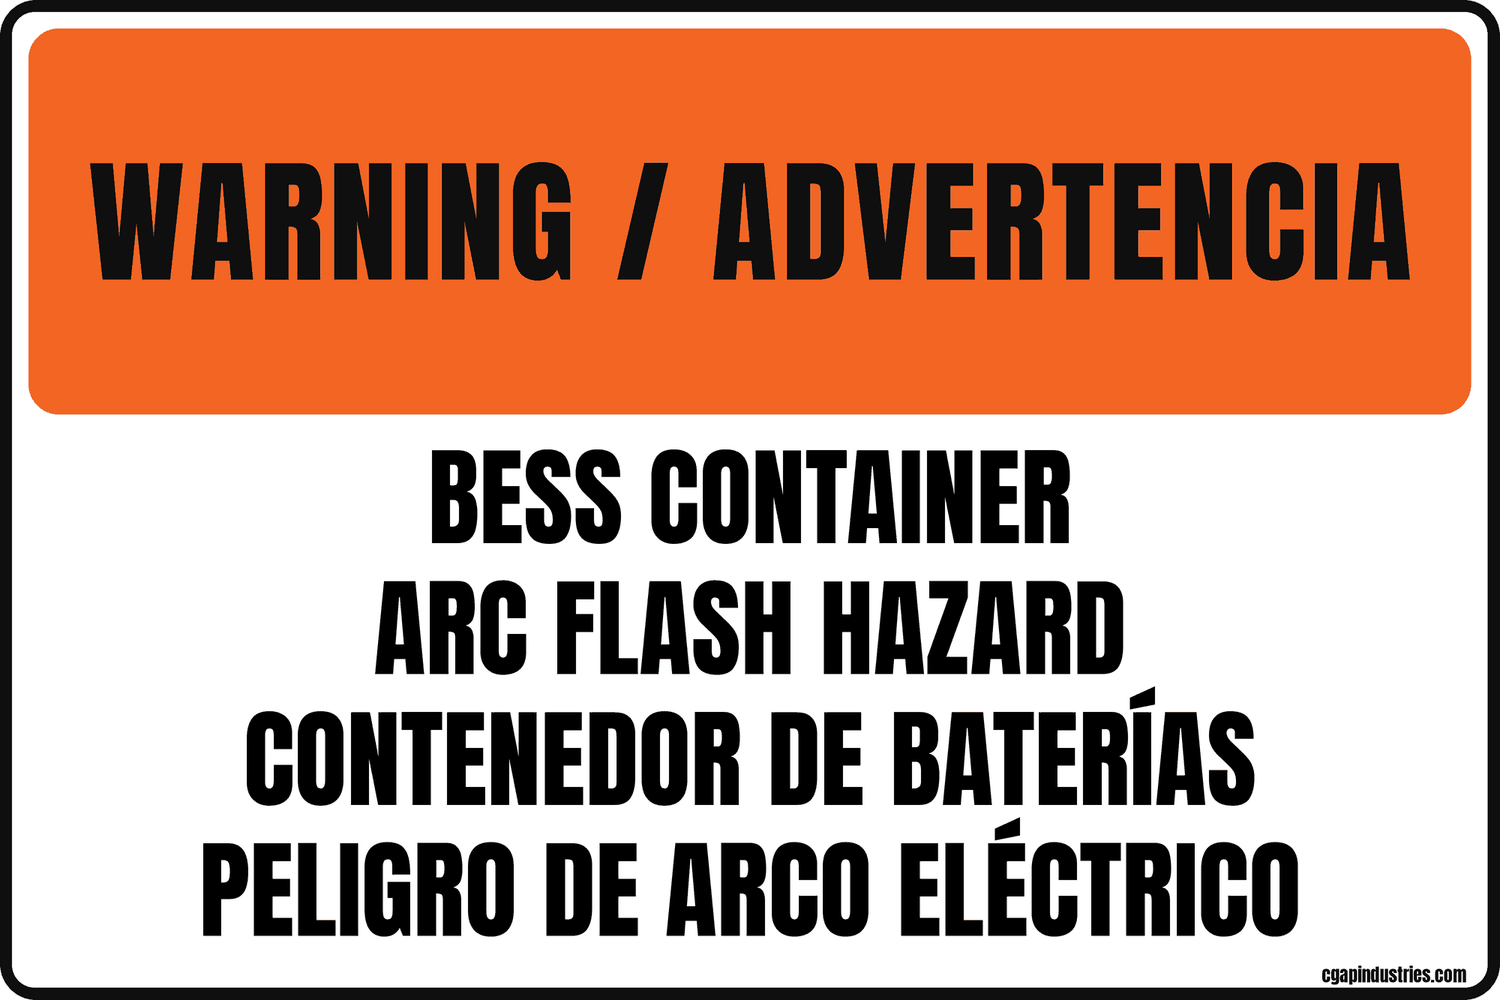 WARNING / ADVERTENCIA
BESS CONTAINER
ARC FLASH HAZARD
CONTENEDOR DE BATERÍAS
PELIGRO DE ARCO ELÉCTRICO
cgapindustries.com